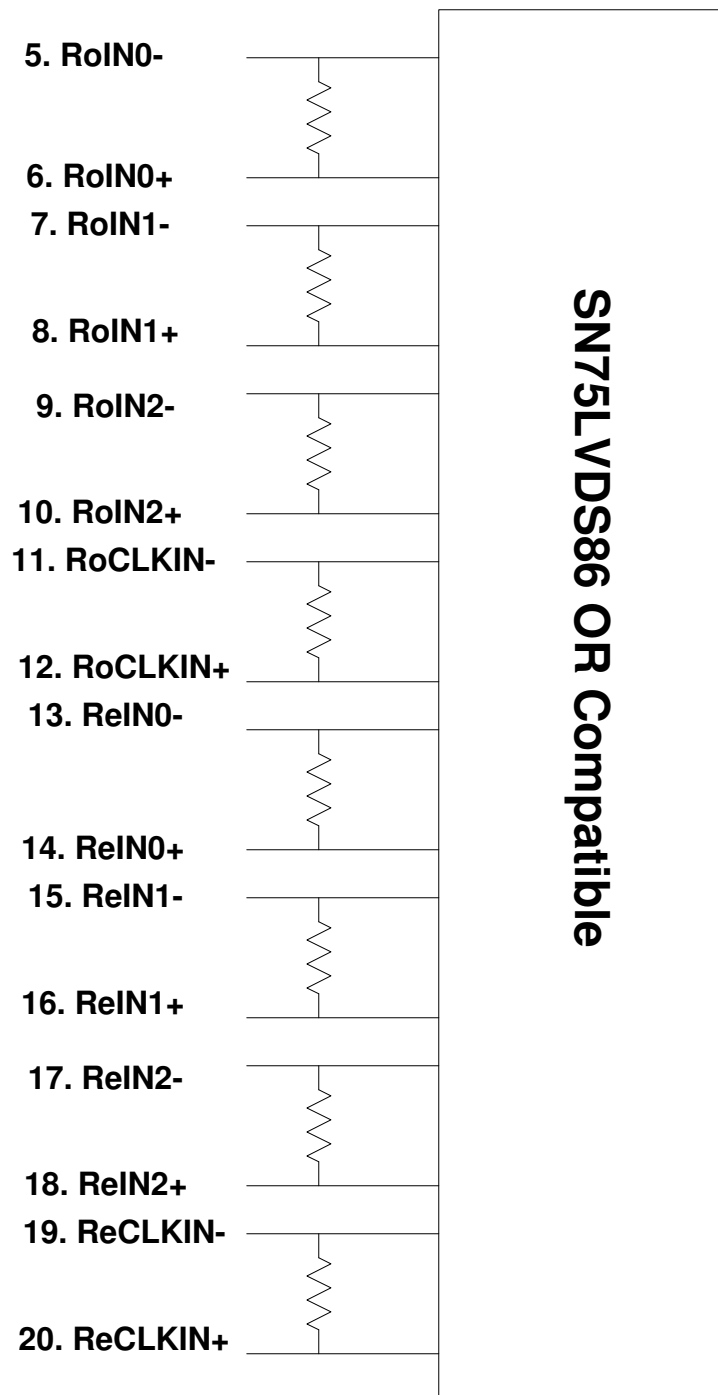 5. RoIN0-
6. RoIN0+
7. RoIN1-
8. RoIN1+
9. RoIN2-
10. RoIN2+
11. RoCLKIN-
12. RoCLKIN+
13. ReIN0-
14. ReIN0+
15. ReIN1-
16. ReIN1+
17. ReIN2-
18. ReIN2+
19. ReCLKIN-
20. ReCLKIN+
SN75LVDS86 OR Compatible